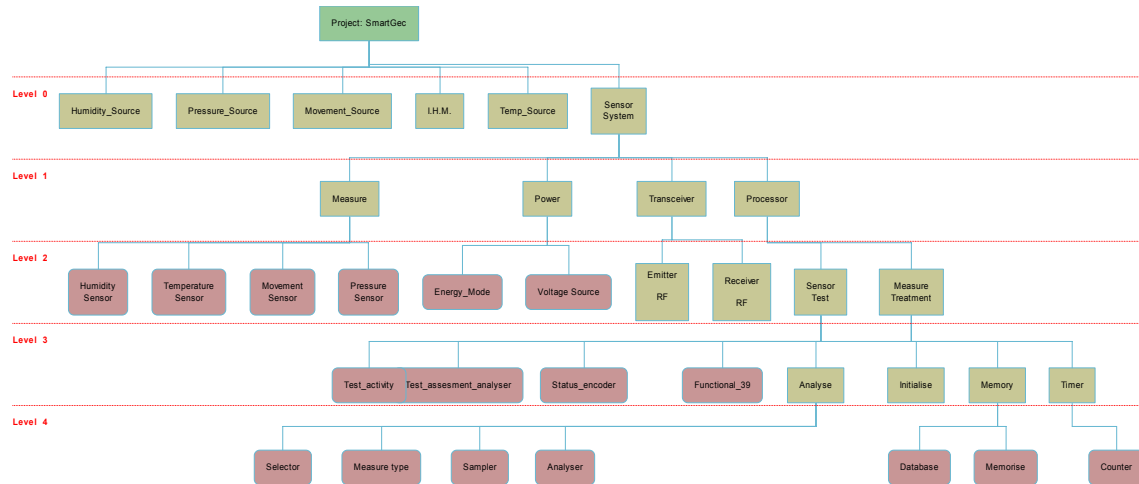 Project: SmartGec
Level 0
Humidity_Source
Pressure_Source
Movement_Source
I.H.M.
Temp_Source
Sensor
System
Level 1
Measure
Power
Transceiver
Processor
Level 2
Humidity
Sensor
Temperature
Sensor
Movement
Sensor
Pressure
Sensor
Energy_Mode
Voltage Source
Emitter
RF
Receiver
RF
Sensor
Test
Measure
Treatment
Level 3
Test_activity
Test_assesment_analyser
Status_encoder
Functional_39
Analyse
Initialise
Memory
Timer
Level 4
Selector
Measure type
Sampler
Analyser
Database
Memorise
Counter